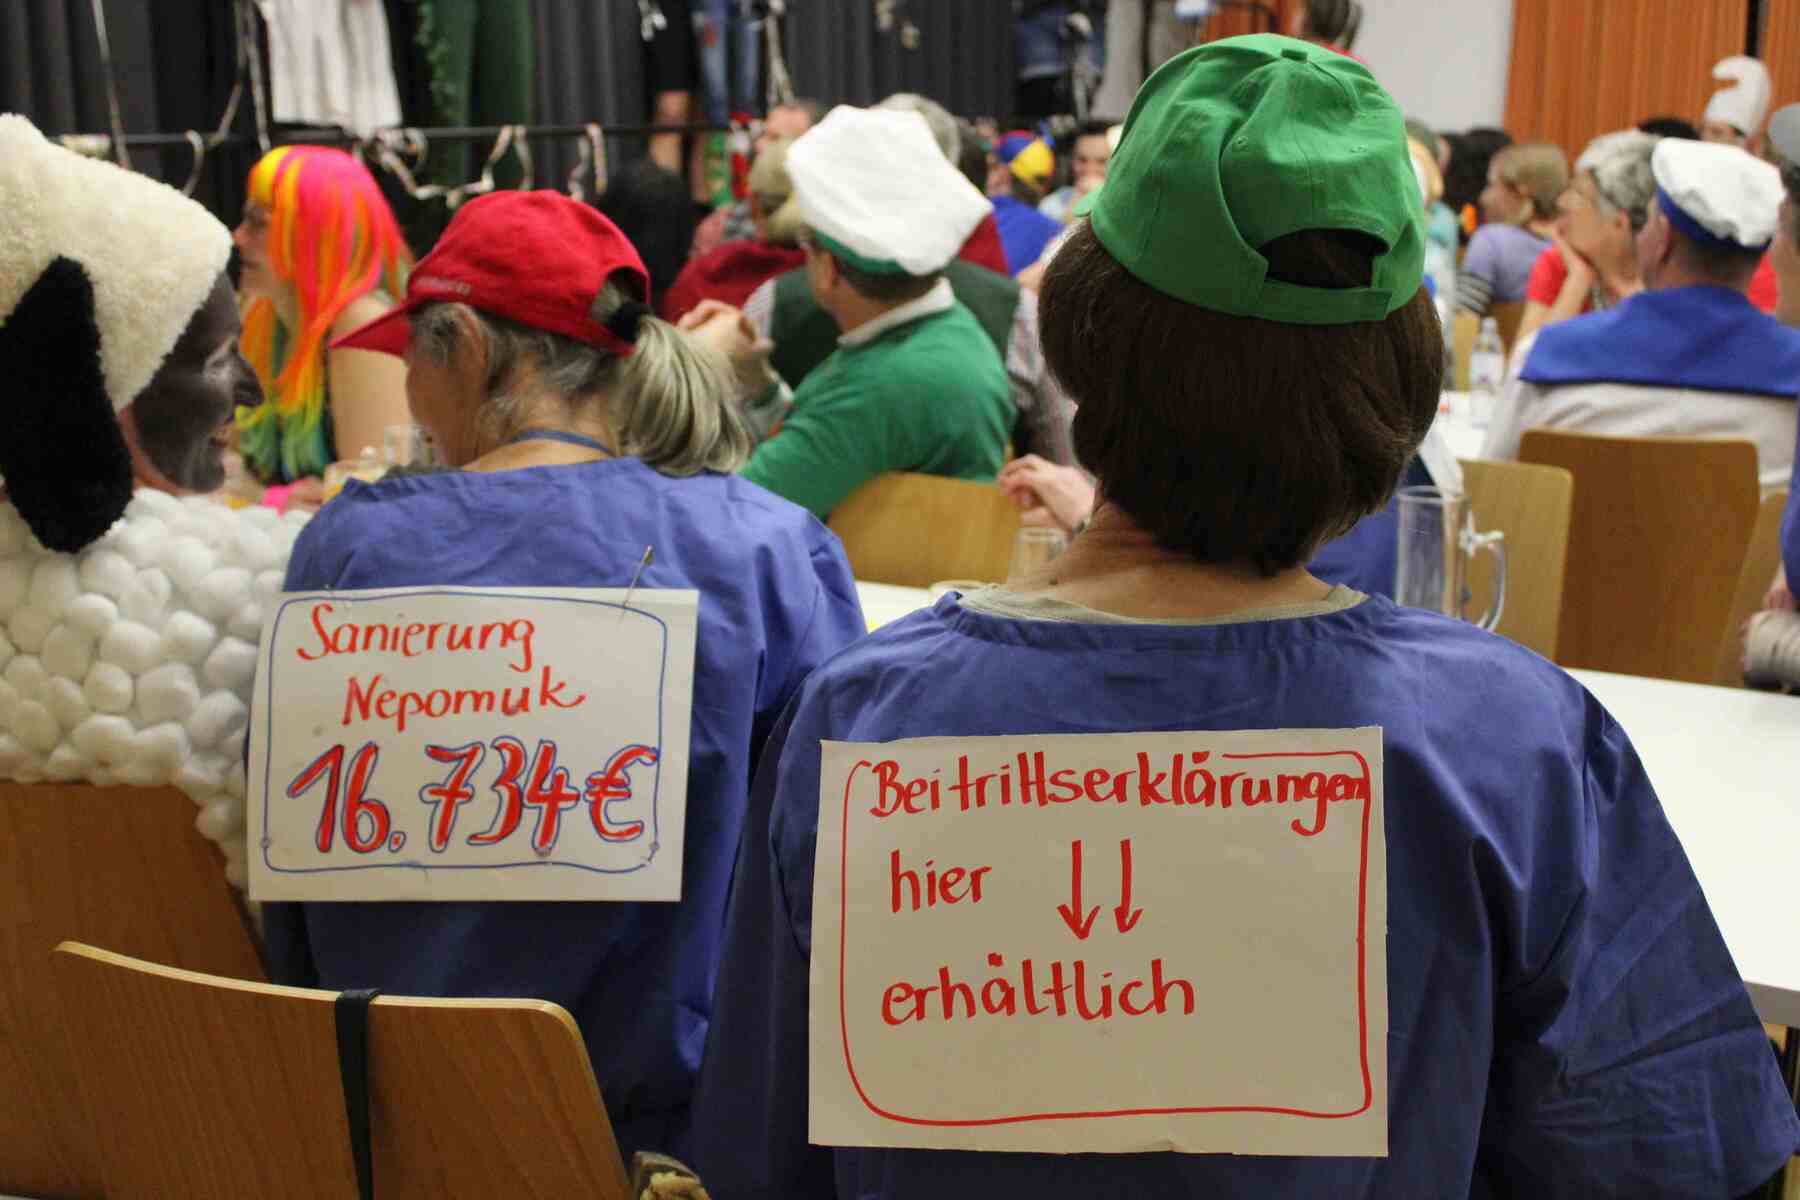 Sanierung
Nepomuk
16.734€
Beitrittserklärungen
hier
erhältlich